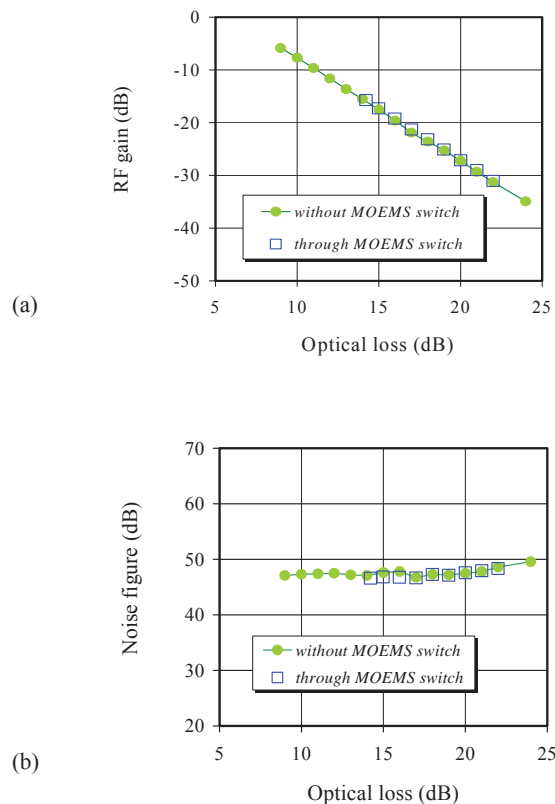 0
-10
-20
-30
-40
-50
RF gain (dB)
without MOEMS switch
through MOEMS switch
5 10 15 20 25
Optical loss (dB)
(a)
70
60
50
40
30
20
Noise figure (dB)
without MOEMS switch
through MOEMS switch
5 10 15 20 25
Optical loss (dB)
(b)